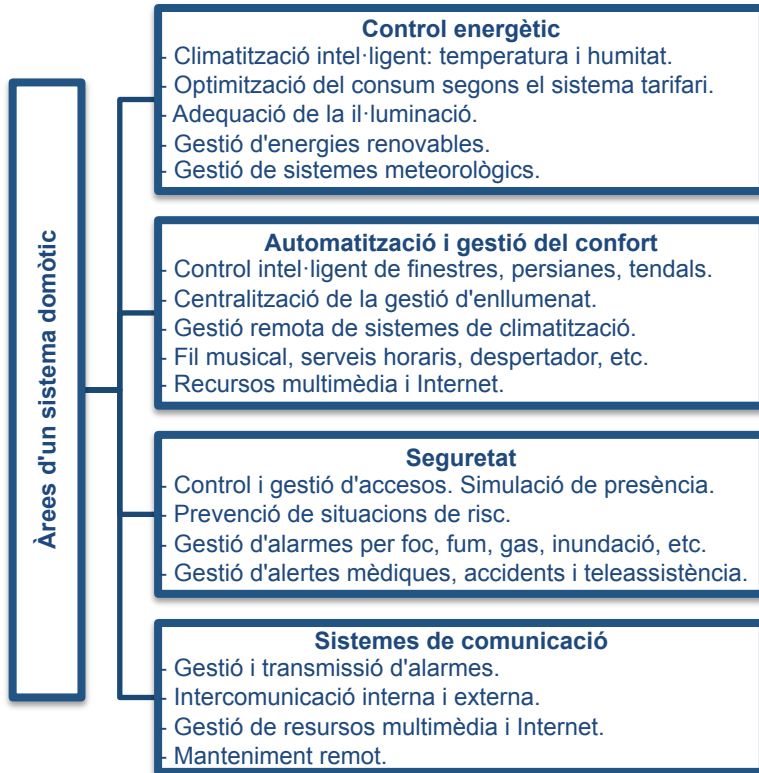 Àrees d'un sistema domòtic
Control energètic
- Climatització intel·ligent: temperatura i humitat.
- Optimització del consum segons el sistema tarifari.
- Adequació de la il·luminació.
- Gestió d'energies renovables.
- Gestió de sistemes meteorològics.
Automatització i gestió del confort
- Control intel·ligent de finestres, persianes, tendals.
- Centralització de la gestió d'enllumenat.
- Gestió remota de sistemes de climatització.
- Fil musical, serveis horaris, despertador, etc.
- Recursos multimèdia i Internet.
Seguretat
- Control i gestió d'accesos. Simulació de presència.
- Prevenció de situacions de risc.
- Gestió d'alarmes per foc, fum, gas, inundació, etc.
- Gestió d'alertes mèdiques, accidents i teleassistència.
Sistemes de comunicació
- Gestió i transmissió d'alarmes.
- Intercomunicació interna i externa.
- Gestió de resursos multimèdia i Internet.
- Manteniment remot.